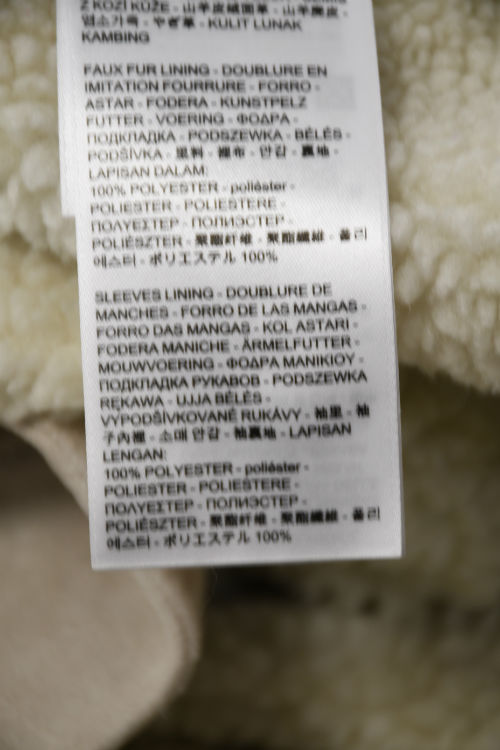 Z KOZÍ KŮŽE - 山羊皮绒面革 - 山羊麂皮 -
염소가죽 - やぎ革 - KULIT LUNAK
KAMBING
FAUX FUR LINING - DOUBLURE EN
IMITATION FOURRURE - FORRO -
ASTAR - FODERA - KUNSTPELZ
FUTTER - VOERING - ΦΟΔΡΑ -
ПОДКЛАДКА - PODSZEWKA - BÉLÉS -
PODŠÍVKA - 里料 - 裡布 - 안감 - 裏地 -
LAPISAN DALAM:
100% POLYESTER - poliéster -
POLIESTER - POLIESTERE -
ΠΟΛΥΕΣΤΕΡ - ПОЛИЭСТЕР -
POLIÉSZTER - 聚酯纤维 - 聚酯纖維 - 폴리
에스터 - ポリエステル 100%
SLEEVES LINING - DOUBLURE DE
MANCHES - FORRO DE LAS MANGAS -
FORRO DAS MANGAS - KOL ASTARI -
FODERA MANICHE - ÄRMELFUTTER -
MOUWVOERING - ΦΟΔΡΑ ΜΑΝΙΚΙΟΥ -
ПОДКЛАДКА РУКАВОВ - PODSZEWKA
RĘKAWA - UJJA BÉLÉS -
VYPODŠÍVKOVANÉ RUKÁVY - 袖里 - 袖
子內裡 - 소매 안감 - 袖裏地 - LAPISAN
LENGAN:
100% POLYESTER - poliéster -
POLIESTER - POLIESTERE -
ΠΟΛΥΕΣΤΕΡ - ПОЛИЭСТЕР -
POLIÉSZTER - 聚酯纤维 - 聚酯纖維 - 폴리
에스터 - ポリエステル 100%